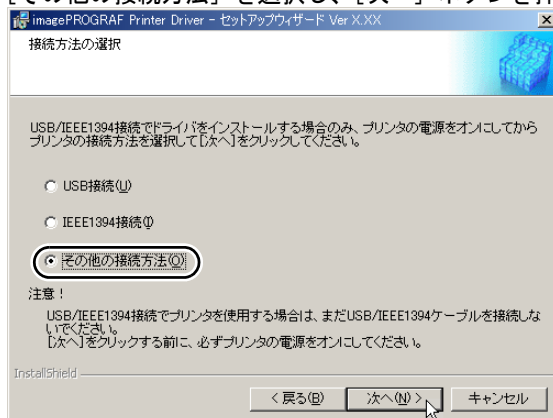 [その他の接続方法]を選択し、[次へ]ボタンを押
imagePROGRAF Printer Driver - セットアップウィザード Ver X.XX
接続方法の選択
USB/IEEE1394接続でドライバをインストールする場合のみ、プリンタの電源をオンにしてから
プリンタの接続方法を選択して[次へ]をクリックしてください。
USB接続(U)
IEEE1394接続(I)
その他の接続方法(O)
注意!
USB/IEEE1394接続でプリンタを使用する場合は、まだUSB/IEEE1394ケーブルを接続しな
いでください。
[次へ]をクリックする前に、必ずプリンタの電源をオンにしてください。
InstallShield
< 戻る(B)
次へ(N) >
キャンセル